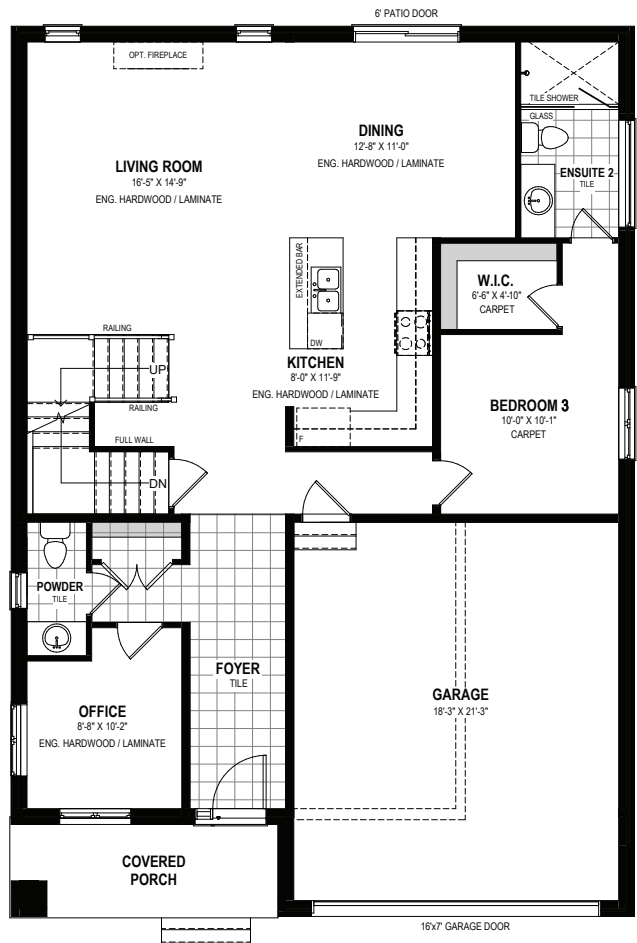 6' PATIO DOOR
OPT. FIREPLACE
TILE SHOWER
GLASS
DINING
12'-8" X 11'-0"
ENG. HARDWOOD / LAMINATE
LIVING ROOM
16'-5" X 14'-9"
ENG. HARDWOOD / LAMINATE
ENSUITE 2
TILE
EXTENDED BAR
W.I.C.
6'-6" X 4'-10"
CARPET
RAILING
DW
UP
KITCHEN
8'-0" X 11'-9"
ENG. HARDWOOD / LAMINATE
RAILING
BEDROOM 3
10'-0" X 10'-1"
CARPET
FULL WALL
F
DN
POWDER
TILE
FOYER
TILE
OFFICE
8'-8" X 10'-2"
ENG. HARDWOOD / LAMINATE
GARAGE
18'-3" X 21'-3"
COVERED
PORCH
16'x7' GARAGE DOOR